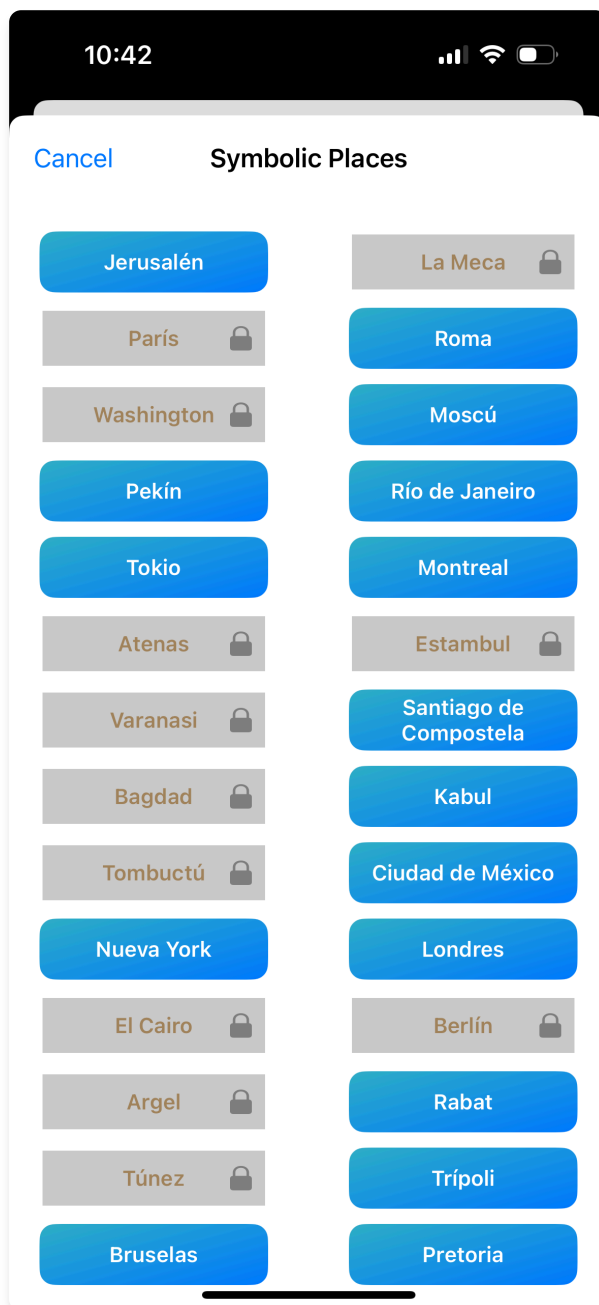 10:42
Cancel
Symbolic Places
Jerusalén
La Meca
París
Roma
Washington
Moscú
Pekín
Río de Janeiro
Tokio
Montreal
Atenas
Estambul
Varanasi
Santiago de
Compostela
Bagdad
Kabul
Tombuctú
Ciudad de México
Nueva York
Londres
El Cairo
Berlín
Argel
Rabat
Túnez
Trípoli
Bruselas
Pretoria